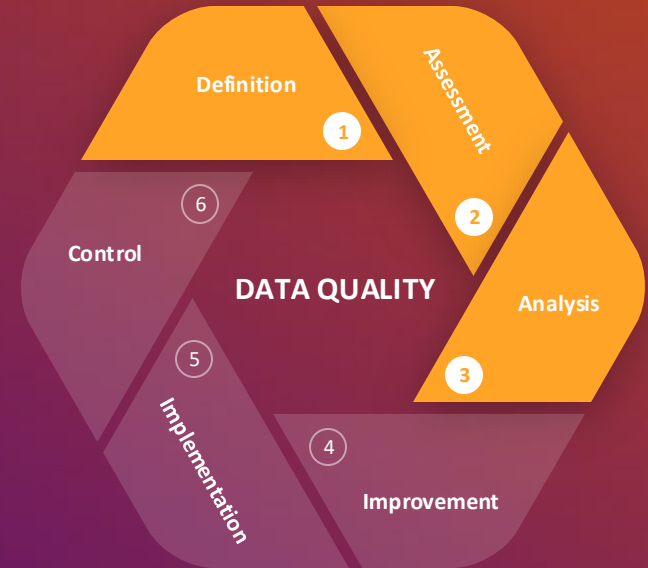 Definition
1
Assessment
2
Analysis
3
Improvement
4
Implementation
5
Control
6
DATA QUALITY